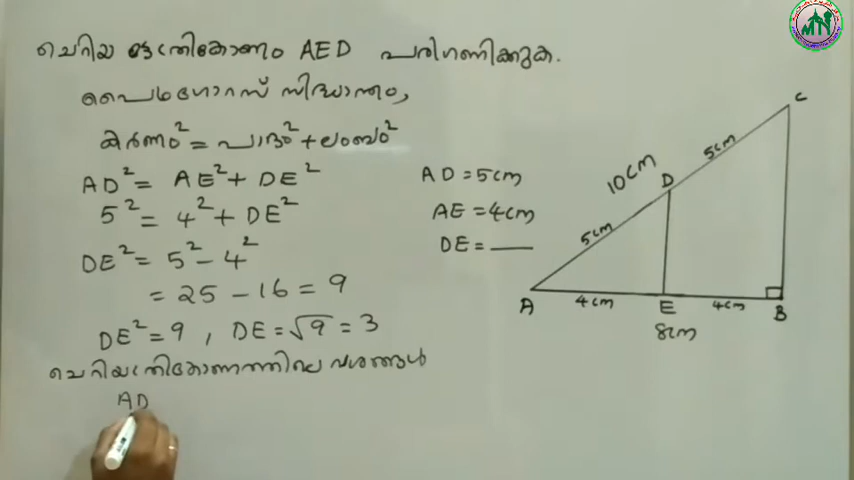 ചെറിയ മട്ടത്രികോണം AED പരിഗണിക്കുക.
പൈഥഗോറസ് സിദ്ധാന്തം,
കർണം² = പാദം² + ലംബം²
AD² = AE² + DE²
5² = 4² + DE²
DE² = 5² - 4²
= 25 - 16 = 9
DE² = 9 , DE = √9 = 3
ചെറിയത്രികോണത്തിലെ വശങ്ങൾ
AD
AD = 5cm
AE = 4cm
DE = ___
C
5cm
10cm
D
5cm
A
4cm
E
4cm
B
8cm